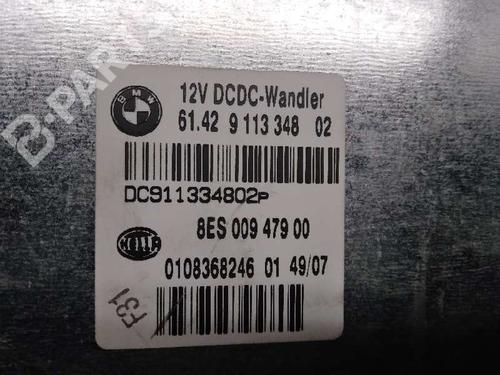 B-PARTS
BMW
12V DCDC-Wandler
61.42 9 113 348 02
DC911334802P
8ES 009 479 00
HELLA
0108368246 01 49/07
F31